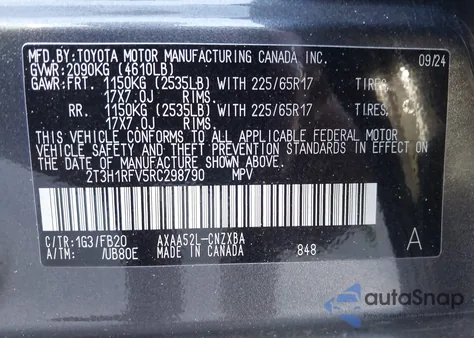 MFD.BY:TOYOTA MOTOR MANUFACTURING CANADA INC. 09/24
GVWR:2090KG (4610LB)
GAWR:FRT. 1150KG (2535LB) WITH 225/65R17 TIRES,
17X7.0J RIMS,
RR. 1150KG (2535LB) WITH 225/65R17 TIRES,
17X7.0J RIMS,
THIS VEHICLE CONFORMS TO ALL APPLICABLE FEDERAL MOTOR
VEHICLE SAFETY AND THEFT PREVENTION STANDARDS IN EFFECT ON THE
DATE OF MANUFACTURE SHOWN ABOVE.
2T3H1RFV5RC298790 MPV
C/TR:1G3/FB20 AXAA52L-CNZXBA A
A/TM: /UB80E MADE IN CANADA 848
autoSnap